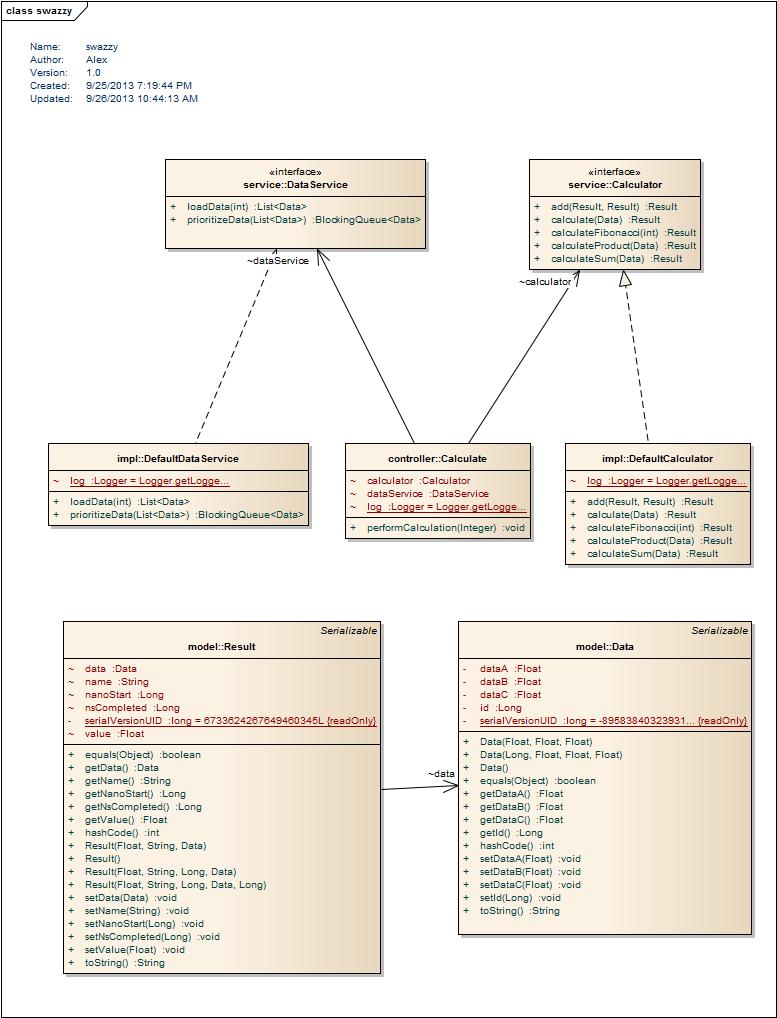 class swazzy
Name: swazzy
Author: Alex
Version: 1.0
Created: 9/25/2013 7:19:44 PM
Updated: 9/26/2013 10:44:13 AM
«interface»
service::DataService
+ loadData(int) :List<Data>
+ prioritizeData(List<Data>) :BlockingQueue<Data>
«interface»
service::Calculator
+ add(Result, Result) :Result
+ calculate(Data) :Result
+ calculateFibonacci(int) :Result
+ calculateProduct(Data) :Result
+ calculateSum(Data) :Result
~dataService
~calculator
impl::DefaultDataService
~ log :Logger = Logger.getLogge...
+ loadData(int) :List<Data>
+ prioritizeData(List<Data>) :BlockingQueue<Data>
controller::Calculate
~ calculator :Calculator
~ dataService :DataService
~ log :Logger = Logger.getLogge...
+ performCalculation(Integer) :void
impl::DefaultCalculator
~ log :Logger = Logger.getLogge...
+ add(Result, Result) :Result
+ calculate(Data) :Result
+ calculateFibonacci(int) :Result
+ calculateProduct(Data) :Result
+ calculateSum(Data) :Result
Serializable
model::Result
~ data :Data
~ name :String
~ nanoStart :Long
~ nsCompleted :Long
- serialVersionUID :long = 6733624267649460345L {readOnly}
~ value :Float
+ equals(Object) :boolean
+ getData() :Data
+ getName() :String
+ getNanoStart() :Long
+ getNsCompleted() :Long
+ getValue() :Float
+ hashCode() :int
+ Result(Float, String, Data)
+ Result()
+ Result(Float, String, Long, Data)
+ Result(Float, String, Long, Data, Long)
+ setData(Data) :void
+ setName(String) :void
+ setNanoStart(Long) :void
+ setNsCompleted(Long) :void
+ setValue(Float) :void
+ toString() :String
~data
Serializable
model::Data
- dataA :Float
- dataB :Float
- dataC :Float
- id :Long
- serialVersionUID :long = -89583840323931... {readOnly}
+ Data(Float, Float, Float)
+ Data(Long, Float, Float, Float)
+ Data()
+ equals(Object) :boolean
+ getDataA() :Float
+ getDataB() :Float
+ getDataC() :Float
+ getId() :Long
+ hashCode() :int
+ setDataA(Float) :void
+ setDataB(Float) :void
+ setDataC(Float) :void
+ setId(Long) :void
+ toString() :String